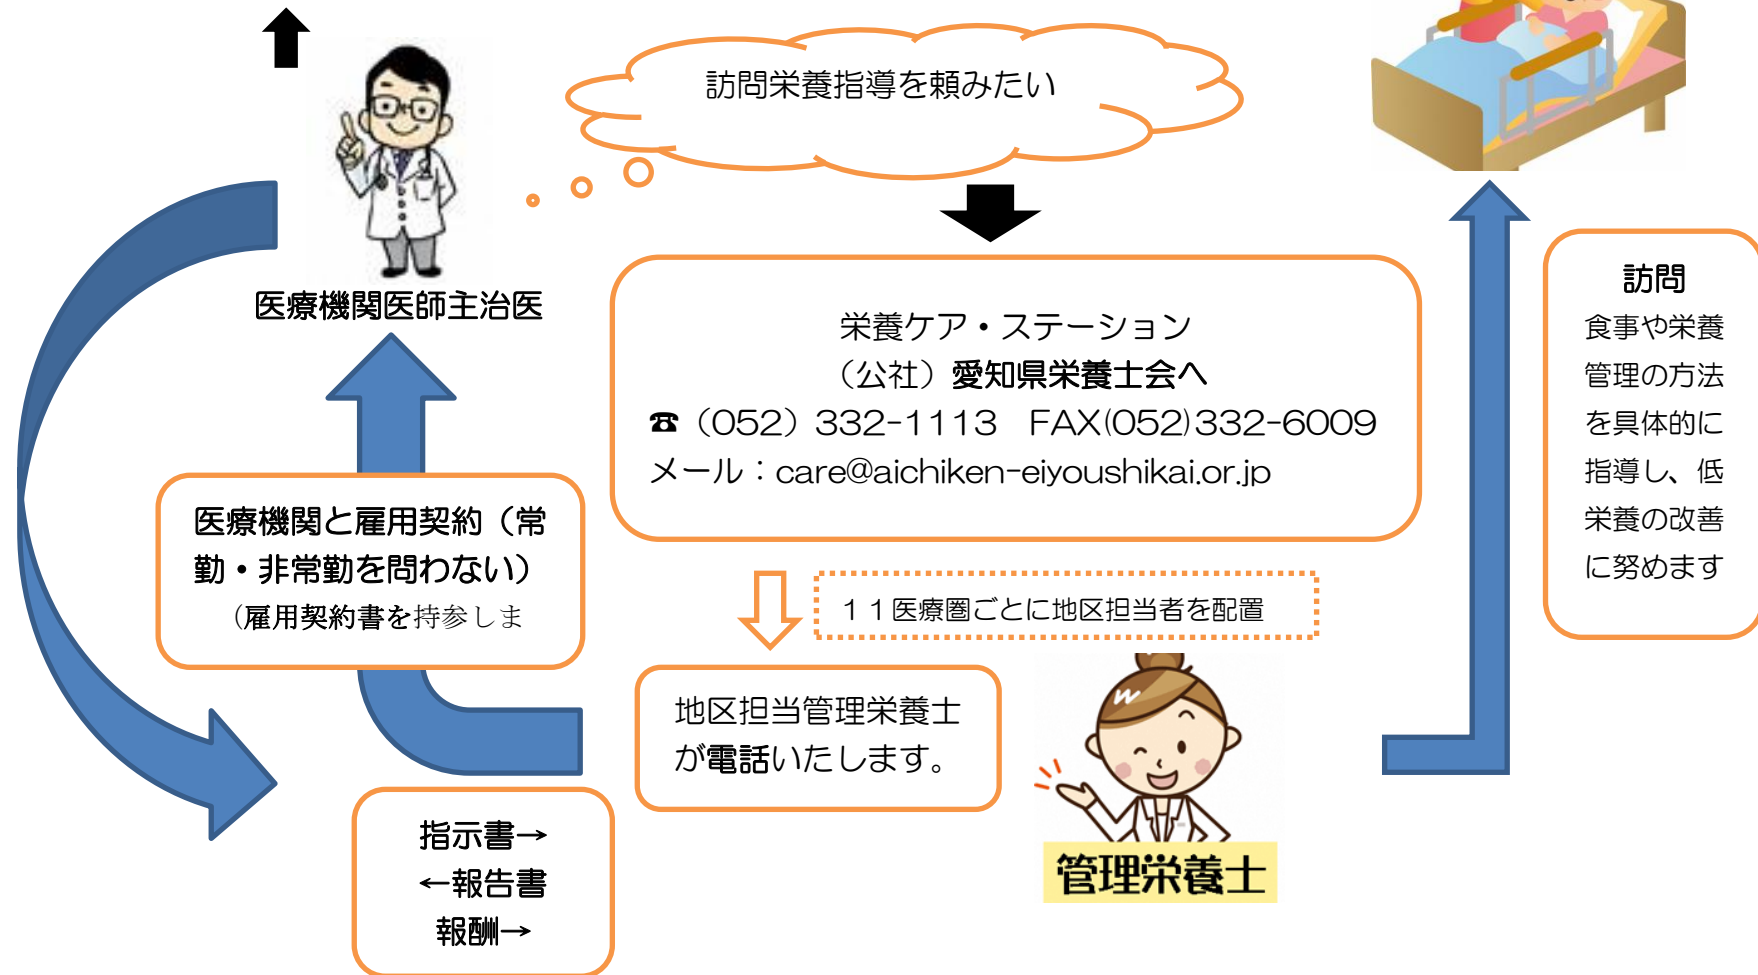 訪問栄養指導を頼みたい
医療機関医師主治医
栄養ケア・ステーション
（公社）愛知県栄養士会へ
☎（052）332-1113　FAX(052)332-6009
メール：care@aichiken-eiyoushikai.or.jp
訪問
食事や栄養
管理の方法
を具体的に
指導し、低
栄養の改善
に努めます
医療機関と雇用契約（常
勤・非常勤を問わない）
（雇用契約書を持参しま
１１医療圏ごとに地区担当者を配置
地区担当管理栄養士
が電話いたします。
指示書→
←報告書
報酬→
管理栄養士